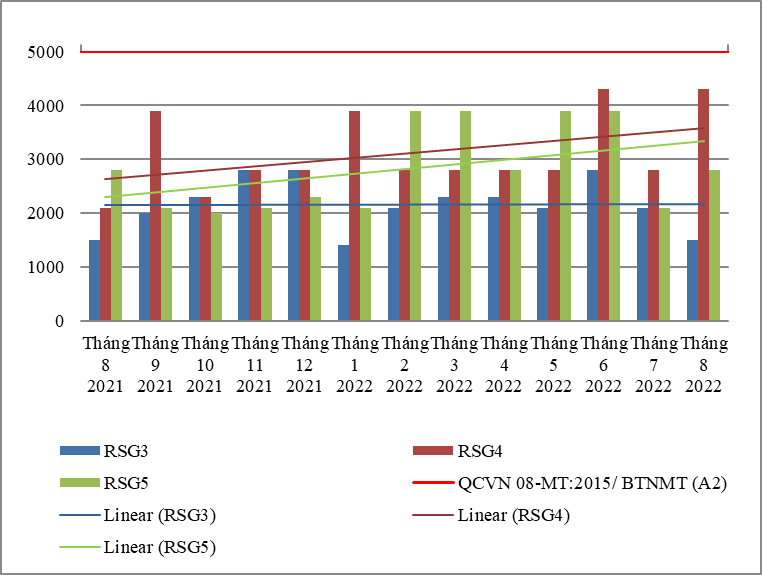 5000
4000
3000
2000
1000
0
Tháng Tháng Tháng Tháng Tháng Tháng Tháng Tháng Tháng Tháng Tháng Tháng Tháng
8 9 10 11 12 1 2 3 4 5 6 7 8
2021 2021 2021 2021 2021 2022 2022 2022 2022 2022 2022 2022 2022
RSG3 RSG4
RSG5 QCVN 08-MT:2015/ BTNMT (A2)
Linear (RSG3) Linear (RSG4)
Linear (RSG5)